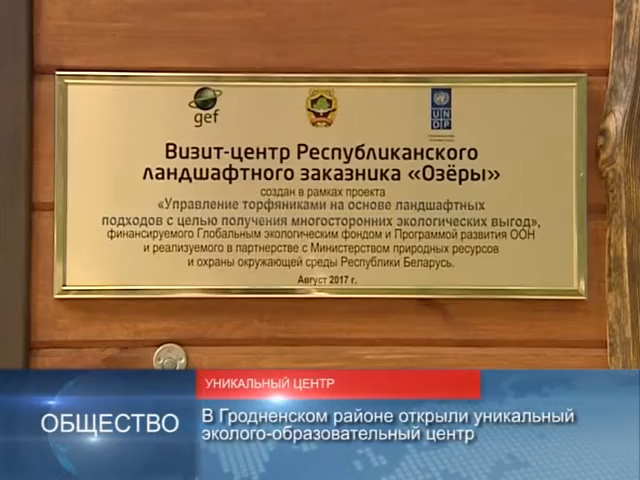 gef
UN
DP
Визит-центр Республиканского
ландшафтного заказника «Озёры»
создан в рамках проекта
«Управление торфяниками на основе ландшафтных
подходов с целью получения многосторонних экологических выгод»,
финансируемого Глобальным экологическим фондом и Программой развития ООН
и реализуемого в партнерстве с Министерством природных ресурсов
и охраны окружающей среды Республики Беларусь.
Август 2017 г.
УНИКАЛЬНЫЙ ЦЕНТР
ОБЩЕСТВО
В Гродненском районе открыли уникальный
эколого-образовательный центр